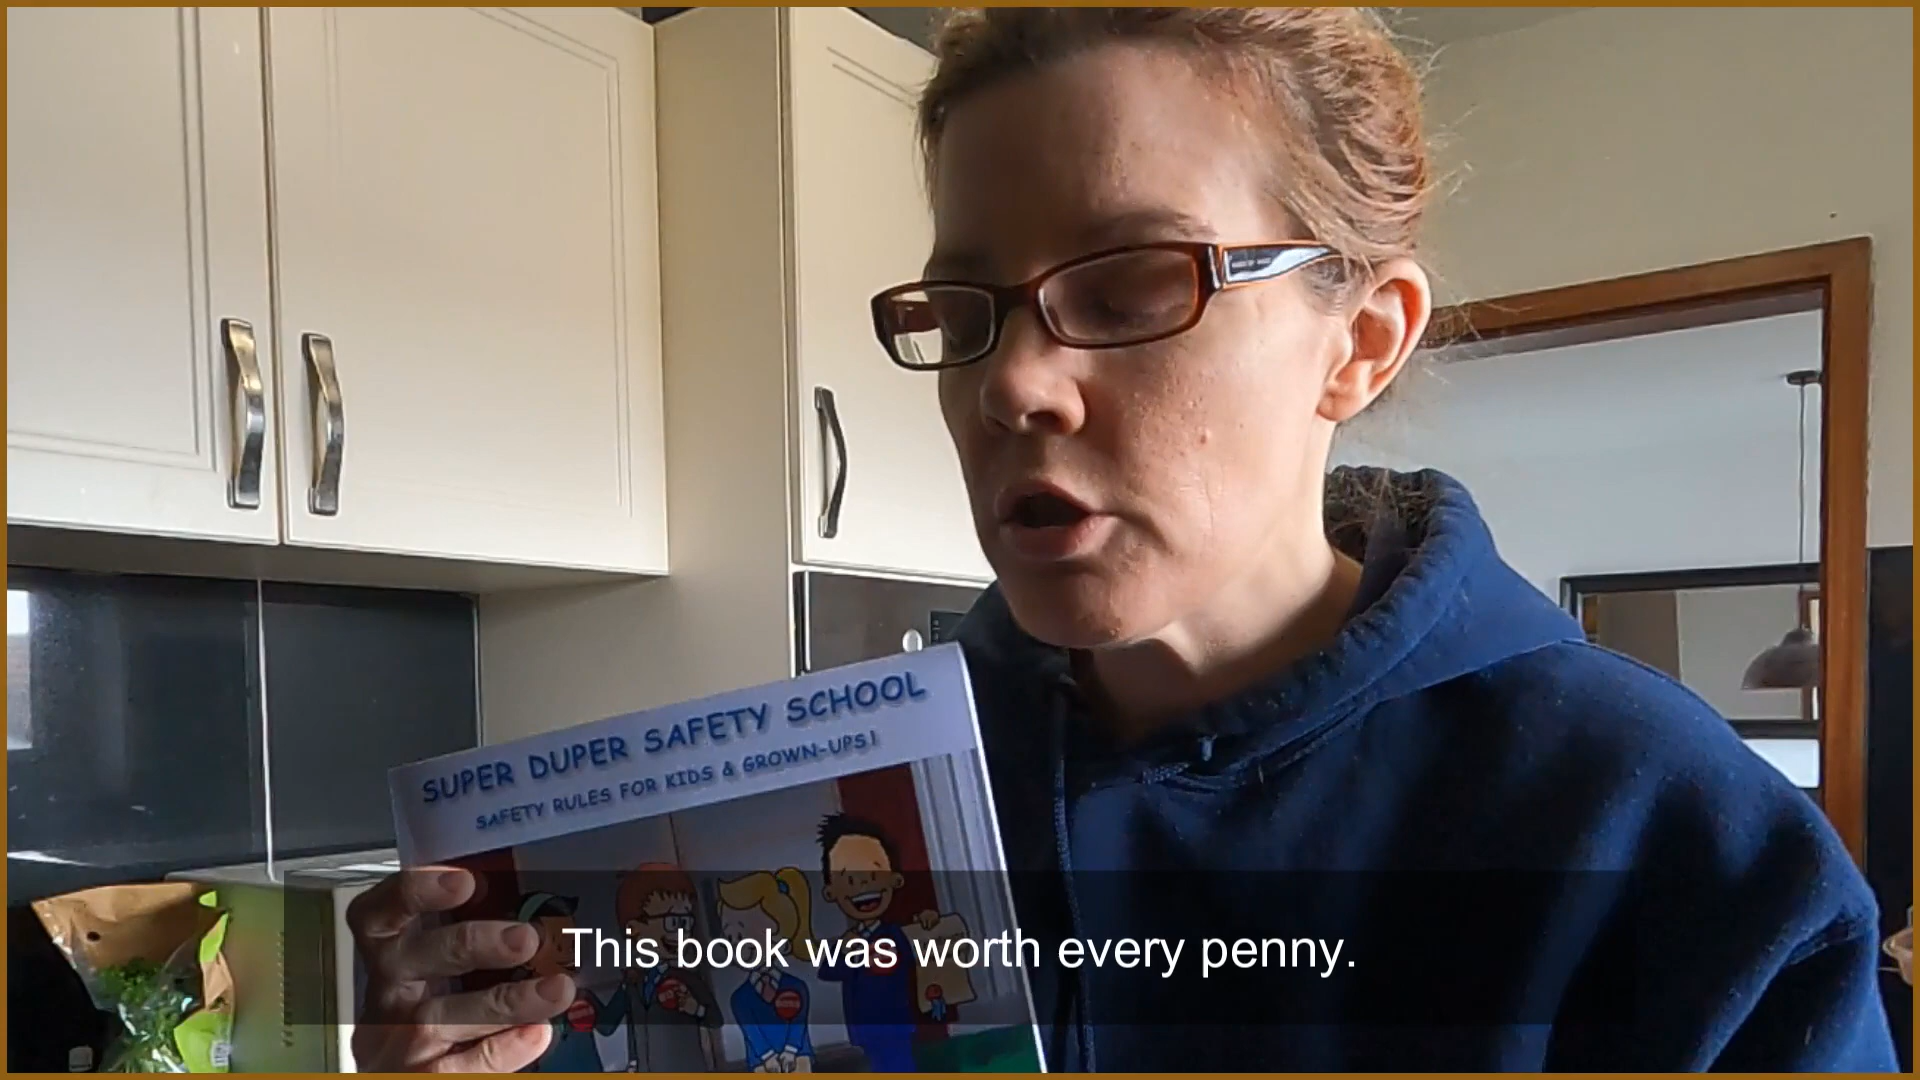 SUPER DUPER SAFETY SCHOOL
SAFETY RULES FOR KIDS & GROWN-UPS!
This book was worth every penny.